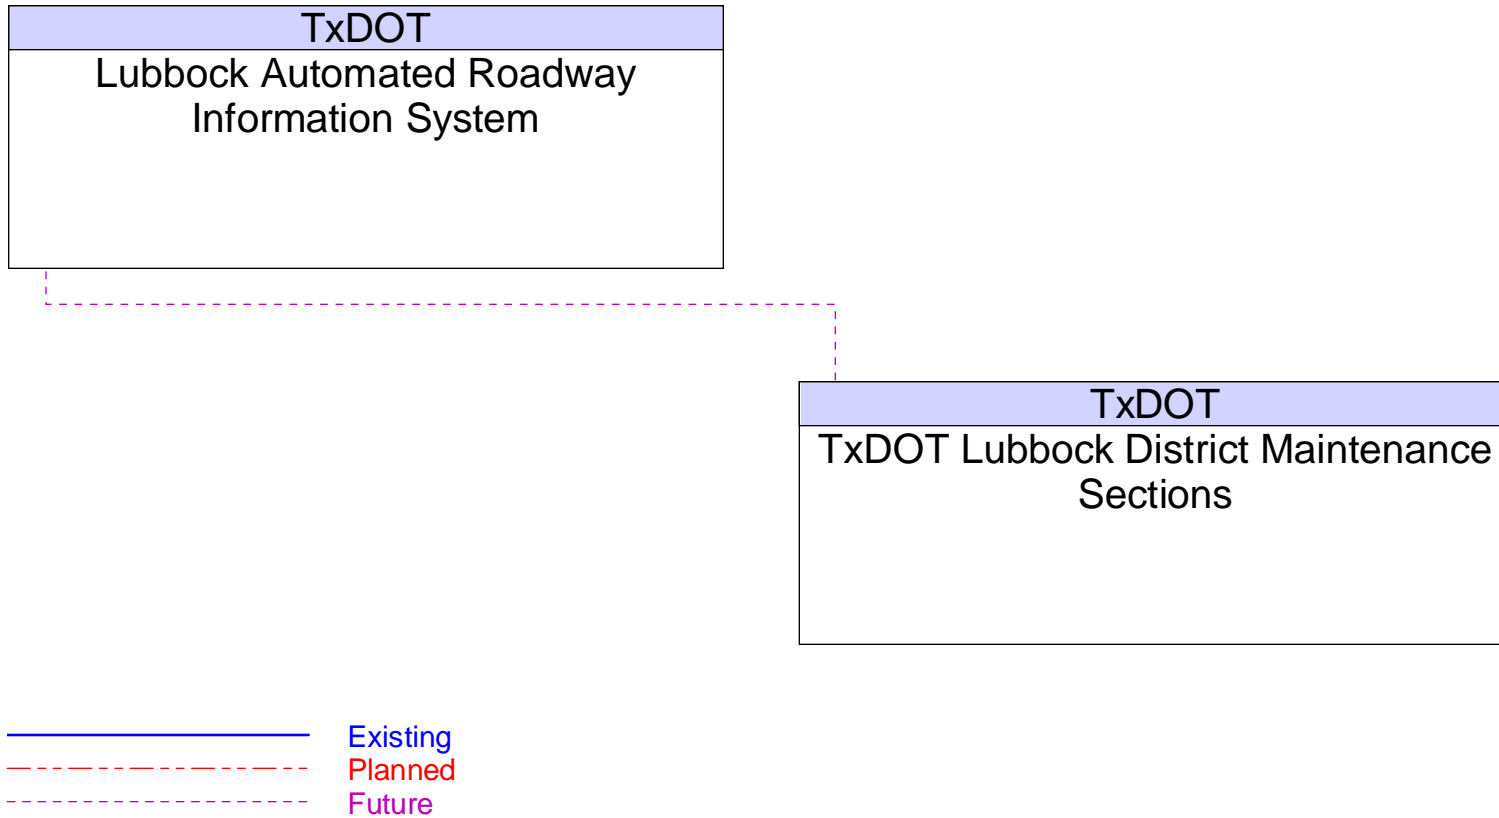 TxDOT
Lubbock Automated Roadway
Information System
TxDOT
TxDOT Lubbock District Maintenance
Sections
Existing
Planned
Future